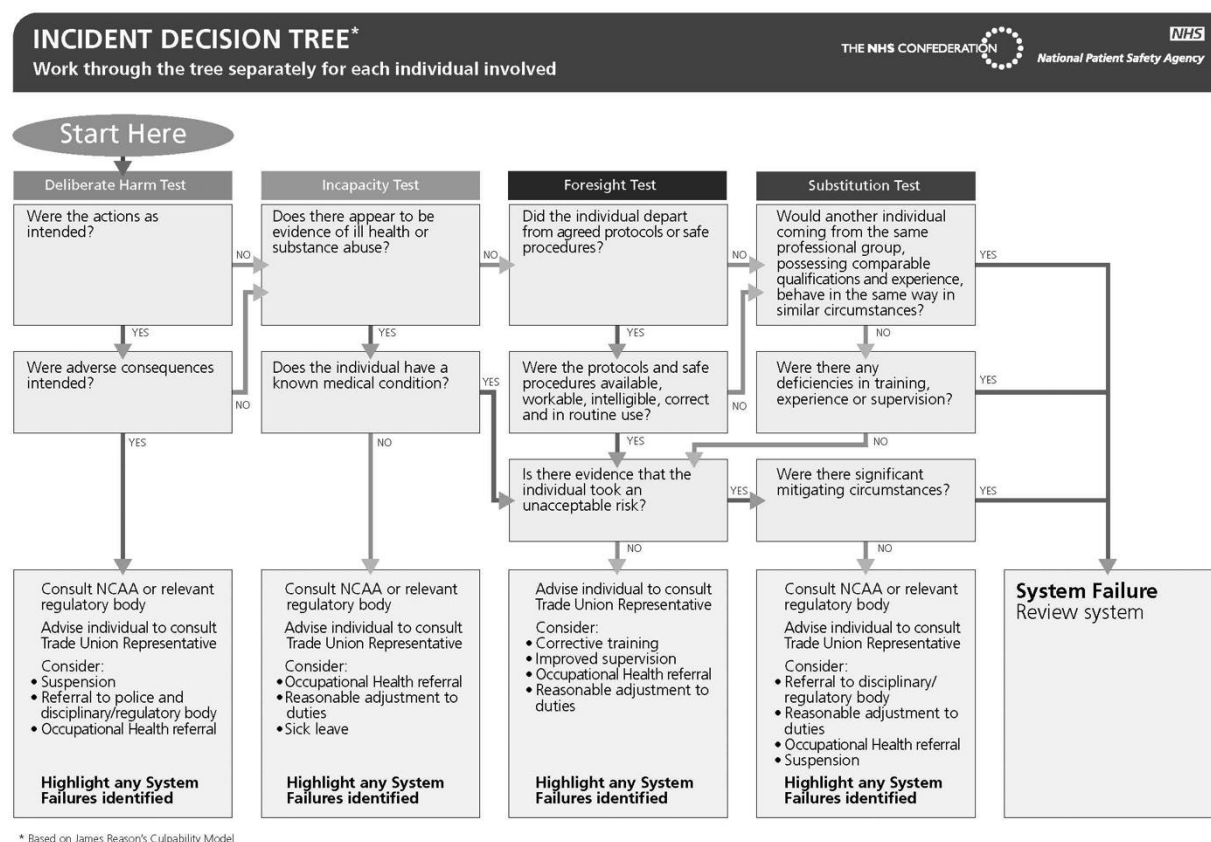 INCIDENT DECISION TREE*
Work through the tree separately for each individual involved
THE NHS CONFEDERATION
NHS
National Patient Safety Agency
Start Here
Deliberate Harm Test
Were the actions as
intended?
NO
YES
Were adverse consequences
intended?
NO
YES
Consult NCAA or relevant
regulatory body
Advise individual to consult
Trade Union Representative
Consider:
• Suspension
• Referral to police and
disciplinary/regulatory body
• Occupational Health referral
Highlight any System
Failures identified
Incapacity Test
Does there appear to be
evidence of ill health or
substance abuse?
NO
YES
Does the individual have a
known medical condition?
YES
NO
Consult NCAA or relevant
regulatory body
Advise individual to consult
Trade Union Representative
Consider:
• Occupational Health referral
• Reasonable adjustment to
duties
• Sick leave
Highlight any System
Failures identified
Foresight Test
Did the individual depart
from agreed protocols or safe
procedures?
NO
YES
Were the protocols and safe
procedures available,
workable, intelligible, correct
and in routine use?
NO
YES
Is there evidence that the
individual took an
unacceptable risk?
YES
NO
Advise individual to consult
Trade Union Representative
Consider:
• Corrective training
• Improved supervision
• Occupational Health referral
• Reasonable adjustment to
duties
Highlight any System
Failures identified
Substitution Test
Would another individual
coming from the same
professional group,
possessing comparable
qualifications and experience,
behave in the same way in
similar circumstances?
YES
NO
Were there any
deficiencies in training,
experience or supervision?
YES
NO
Were there significant
mitigating circumstances?
YES
NO
Consult NCAA or relevant
regulatory body
Advise individual to consult
Trade Union Representative
Consider:
• Referral to disciplinary/
regulatory body
• Reasonable adjustment to
duties
• Occupational Health referral
• Suspension
Highlight any System
Failures identified
System Failure
Review system
* Based on James Reason's Culpability Model